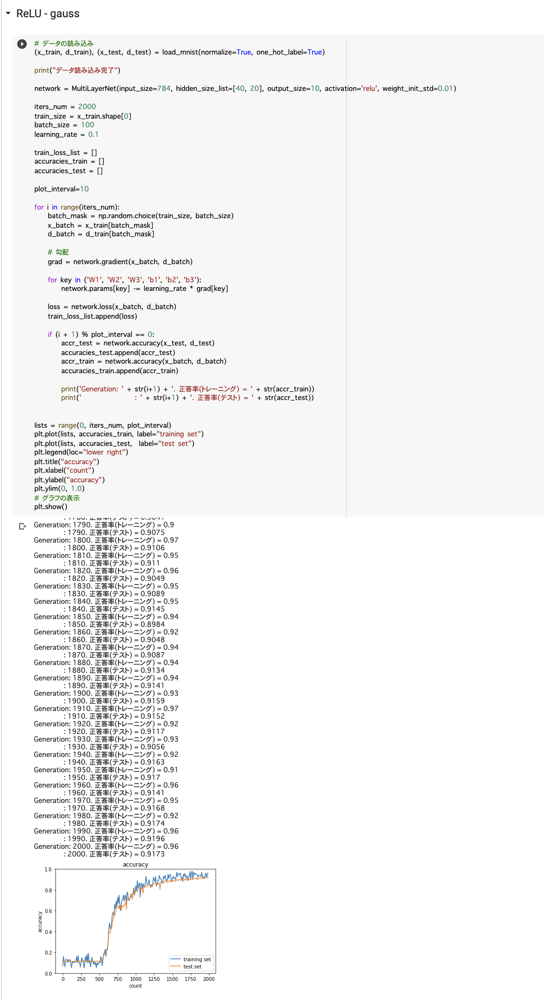 ReLU - gauss
# データの読み込み
(x_train, d_train), (x_test, d_test) = load_mnist(normalize=True, one_hot_label=True)
print("データ読み込み完了")
network = MultiLayerNet(input_size=784, hidden_size_list=[40, 20], output_size=10, activation='relu', weight_init_std=0.01)
iters_num = 2000
train_size = x_train.shape[0]
batch_size = 100
learning_rate = 0.1
train_loss_list = []
accuracies_train = []
accuracies_test = []
plot_interval=10
for i in range(iters_num):
    batch_mask = np.random.choice(train_size, batch_size)
    x_batch = x_train[batch_mask]
    d_batch = d_train[batch_mask]
    # 勾配
    grad = network.gradient(x_batch, d_batch)
    for key in ('W1', 'W2', 'W3', 'b1', 'b2', 'b3'):
        network.params[key] -= learning_rate * grad[key]
    loss = network.loss(x_batch, d_batch)
    train_loss_list.append(loss)
    if (i + 1) % plot_interval == 0:
        accr_test = network.accuracy(x_test, d_test)
        accuracies_test.append(accr_test)
        accr_train = network.accuracy(x_batch, d_batch)
        accuracies_train.append(accr_train)
        print('Generation: ' + str(i+1) + '. 正答率(トレーニング) = ' + str(accr_train))
        print('                : ' + str(i+1) + '. 正答率(テスト) = ' + str(accr_test))
lists = range(0, iters_num, plot_interval)
plt.plot(lists, accuracies_train, label="training set")
plt.plot(lists, accuracies_test,  label="test set")
plt.legend(loc="lower right")
plt.title("accuracy")
plt.xlabel("count")
plt.ylabel("accuracy")
plt.ylim(0, 1.0)
# グラフの表示
plt.show()
: 1780. 正答率(テスト) = 0.9041
Generation: 1790. 正答率(トレーニング) = 0.9
: 1790. 正答率(テスト) = 0.9075
Generation: 1800. 正答率(トレーニング) = 0.97
: 1800. 正答率(テスト) = 0.9106
Generation: 1810. 正答率(トレーニング) = 0.95
: 1810. 正答率(テスト) = 0.911
Generation: 1820. 正答率(トレーニング) = 0.96
: 1820. 正答率(テスト) = 0.9049
Generation: 1830. 正答率(トレーニング) = 0.95
: 1830. 正答率(テスト) = 0.9089
Generation: 1840. 正答率(トレーニング) = 0.95
: 1840. 正答率(テスト) = 0.9145
Generation: 1850. 正答率(トレーニング) = 0.94
: 1850. 正答率(テスト) = 0.8984
Generation: 1860. 正答率(トレーニング) = 0.92
: 1860. 正答率(テスト) = 0.9048
Generation: 1870. 正答率(トレーニング) = 0.94
: 1870. 正答率(テスト) = 0.9087
Generation: 1880. 正答率(トレーニング) = 0.94
: 1880. 正答率(テスト) = 0.9134
Generation: 1890. 正答率(トレーニング) = 0.94
: 1890. 正答率(テスト) = 0.9141
Generation: 1900. 正答率(トレーニング) = 0.93
: 1900. 正答率(テスト) = 0.9159
Generation: 1910. 正答率(トレーニング) = 0.97
: 1910. 正答率(テスト) = 0.9152
Generation: 1920. 正答率(トレーニング) = 0.92
: 1920. 正答率(テスト) = 0.9117
Generation: 1930. 正答率(トレーニング) = 0.93
: 1930. 正答率(テスト) = 0.9056
Generation: 1940. 正答率(トレーニング) = 0.92
: 1940. 正答率(テスト) = 0.9163
Generation: 1950. 正答率(トレーニング) = 0.91
: 1950. 正答率(テスト) = 0.917
Generation: 1960. 正答率(トレーニング) = 0.96
: 1960. 正答率(テスト) = 0.9141
Generation: 1970. 正答率(トレーニング) = 0.95
: 1970. 正答率(テスト) = 0.9168
Generation: 1980. 正答率(トレーニング) = 0.92
: 1980. 正答率(テスト) = 0.9174
Generation: 1990. 正答率(トレーニング) = 0.96
: 1990. 正答率(テスト) = 0.9196
Generation: 2000. 正答率(トレーニング) = 0.96
: 2000. 正答率(テスト) = 0.9173
accuracy
1.0
0.8
0.6
0.4
0.2
0.0
accuracy
training set
test set
0 250 500 750 1000 1250 1500 1750 2000
count